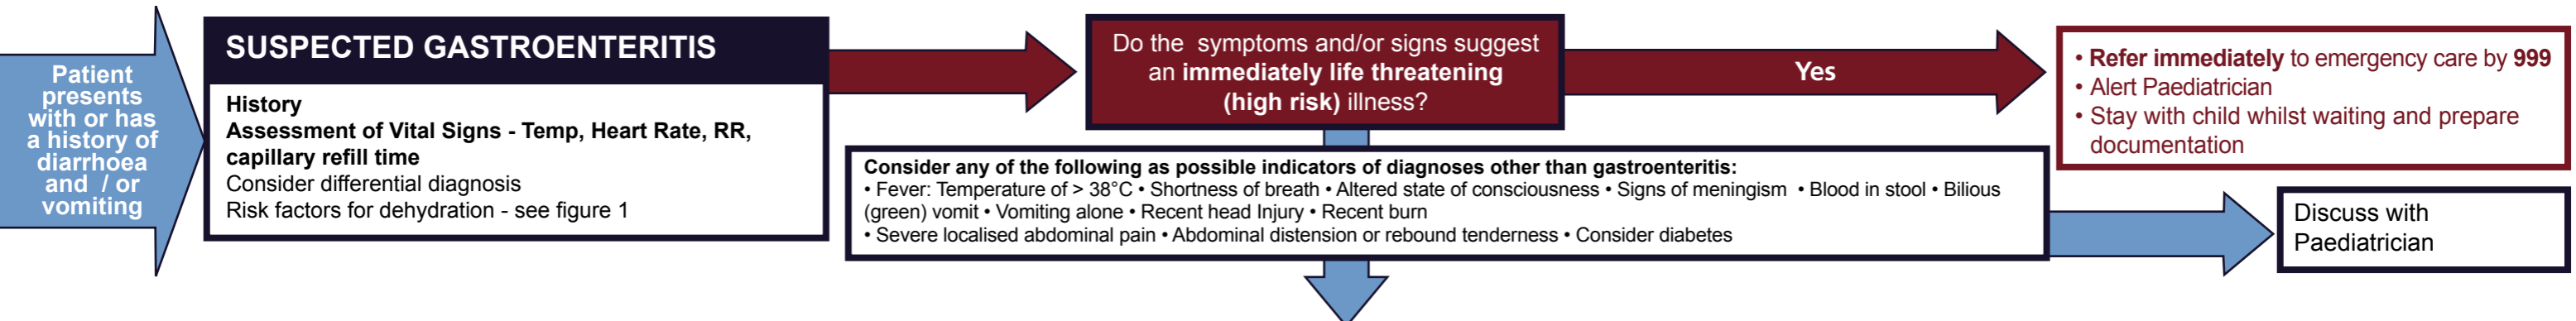 Patient
presents
with or has
a history of
diarrhoea
and / or
vomiting
SUSPECTED GASTROENTERITIS
History
Assessment of Vital Signs - Temp, Heart Rate, RR,
capillary refill time
Consider differential diagnosis
Risk factors for dehydration - see figure 1
Do the symptoms and/or signs suggest
an immediately life threatening
(high risk) illness?
Yes
• Refer immediately to emergency care by 999
• Alert Paediatrician
• Stay with child whilst waiting and prepare
documentation
Consider any of the following as possible indicators of diagnoses other than gastroenteritis:
• Fever: Temperature of > 38°C • Shortness of breath • Altered state of consciousness • Signs of meningism • Blood in stool • Bilious
(green) vomit • Vomiting alone • Recent head Injury • Recent burn
• Severe localised abdominal pain • Abdominal distension or rebound tenderness • Consider diabetes
Discuss with
Paediatrician